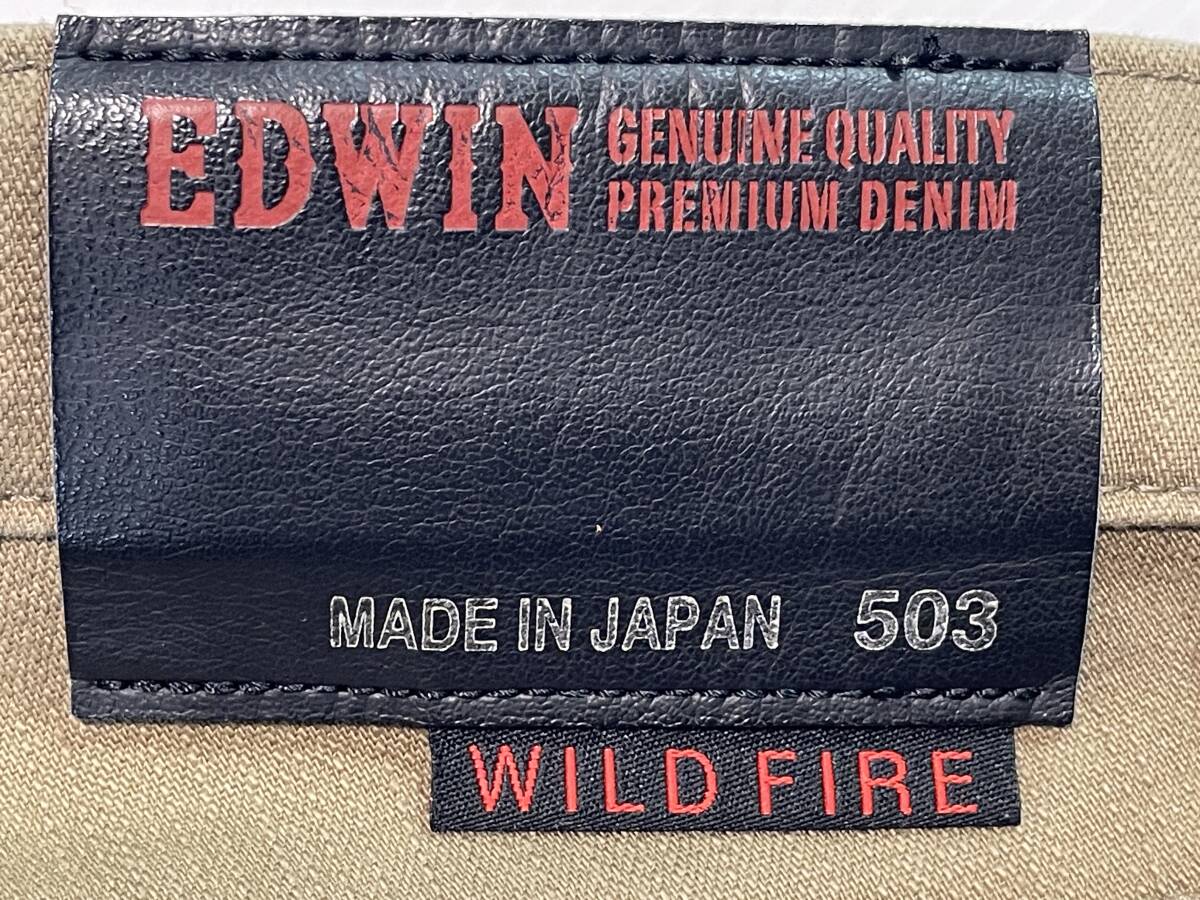 EDWIN GENUINE QUALITY
PREMIUM DENIM
MADE IN JAPAN 503
WILD FIRE